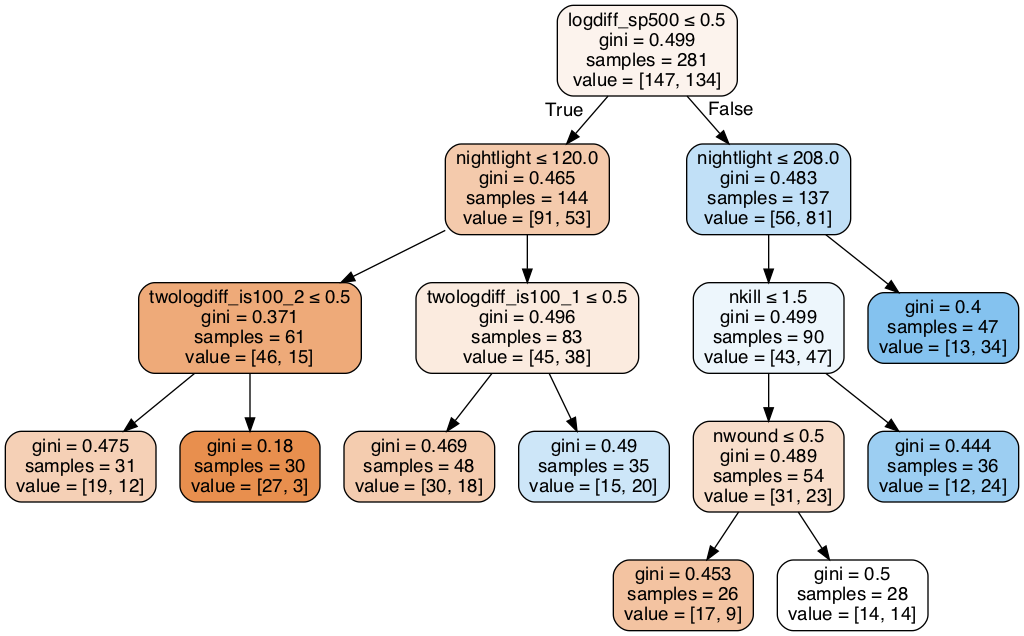 logdiff_sp500 ≤ 0.5
gini = 0.499
samples = 281
value = [147, 134]
True
False
nightlight ≤ 120.0
gini = 0.465
samples = 144
value = [91, 53]
nightlight ≤ 208.0
gini = 0.483
samples = 137
value = [56, 81]
twologdiff_is100_2 ≤ 0.5
gini = 0.371
samples = 61
value = [46, 15]
twologdiff_is100_1 ≤ 0.5
gini = 0.496
samples = 83
value = [45, 38]
nkill ≤ 1.5
gini = 0.499
samples = 90
value = [43, 47]
gini = 0.4
samples = 47
value = [13, 34]
gini = 0.475
samples = 31
value = [19, 12]
gini = 0.18
samples = 30
value = [27, 3]
gini = 0.469
samples = 48
value = [30, 18]
gini = 0.49
samples = 35
value = [15, 20]
nwound ≤ 0.5
gini = 0.489
samples = 54
value = [31, 23]
gini = 0.444
samples = 36
value = [12, 24]
gini = 0.453
samples = 26
value = [17, 9]
gini = 0.5
samples = 28
value = [14, 14]